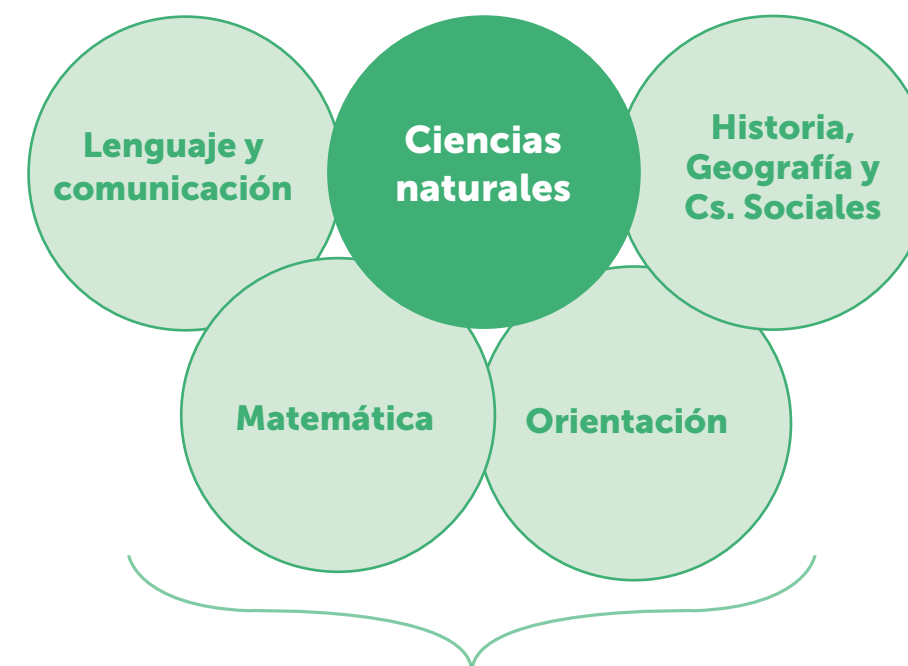 Lenguaje y
comunicación
Ciencias
naturales
Historia,
Geografía y
Cs. Sociales
Matemática
Orientación